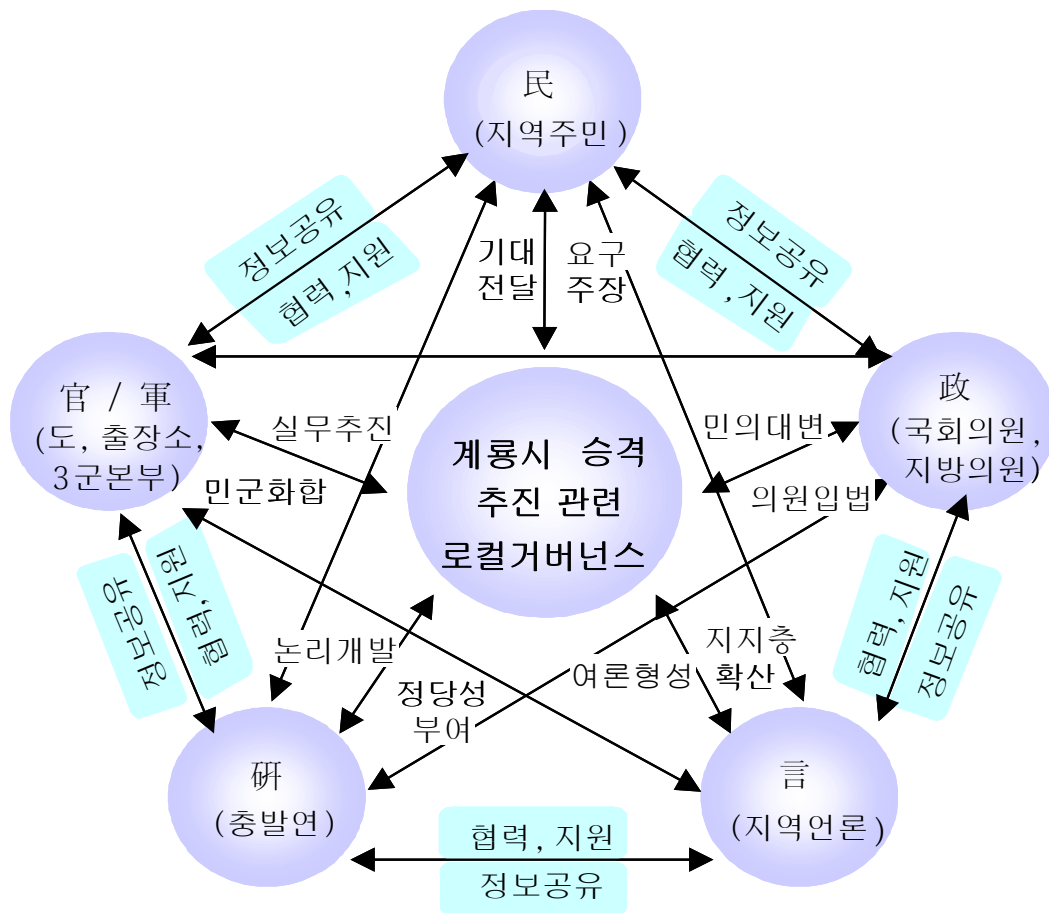 民
(지역주민)
정보공유
협력,지원
기대
전달
요구
주장
정보공유
협력, 지원
官 / 軍
(도, 출장소,
3군본부)
政
(국회의원,
지방의원)
실무추진
민군화합
계룡시 승격
추진 관련
로컬거버넌스
민의대변
의원입법
정보공유
협력,지원
협력, 지원
정보공유
논리개발
정당성
부여
여론형성
지지층
확산
硏
(충발연)
言
(지역언론)
협력, 지원
정보공유